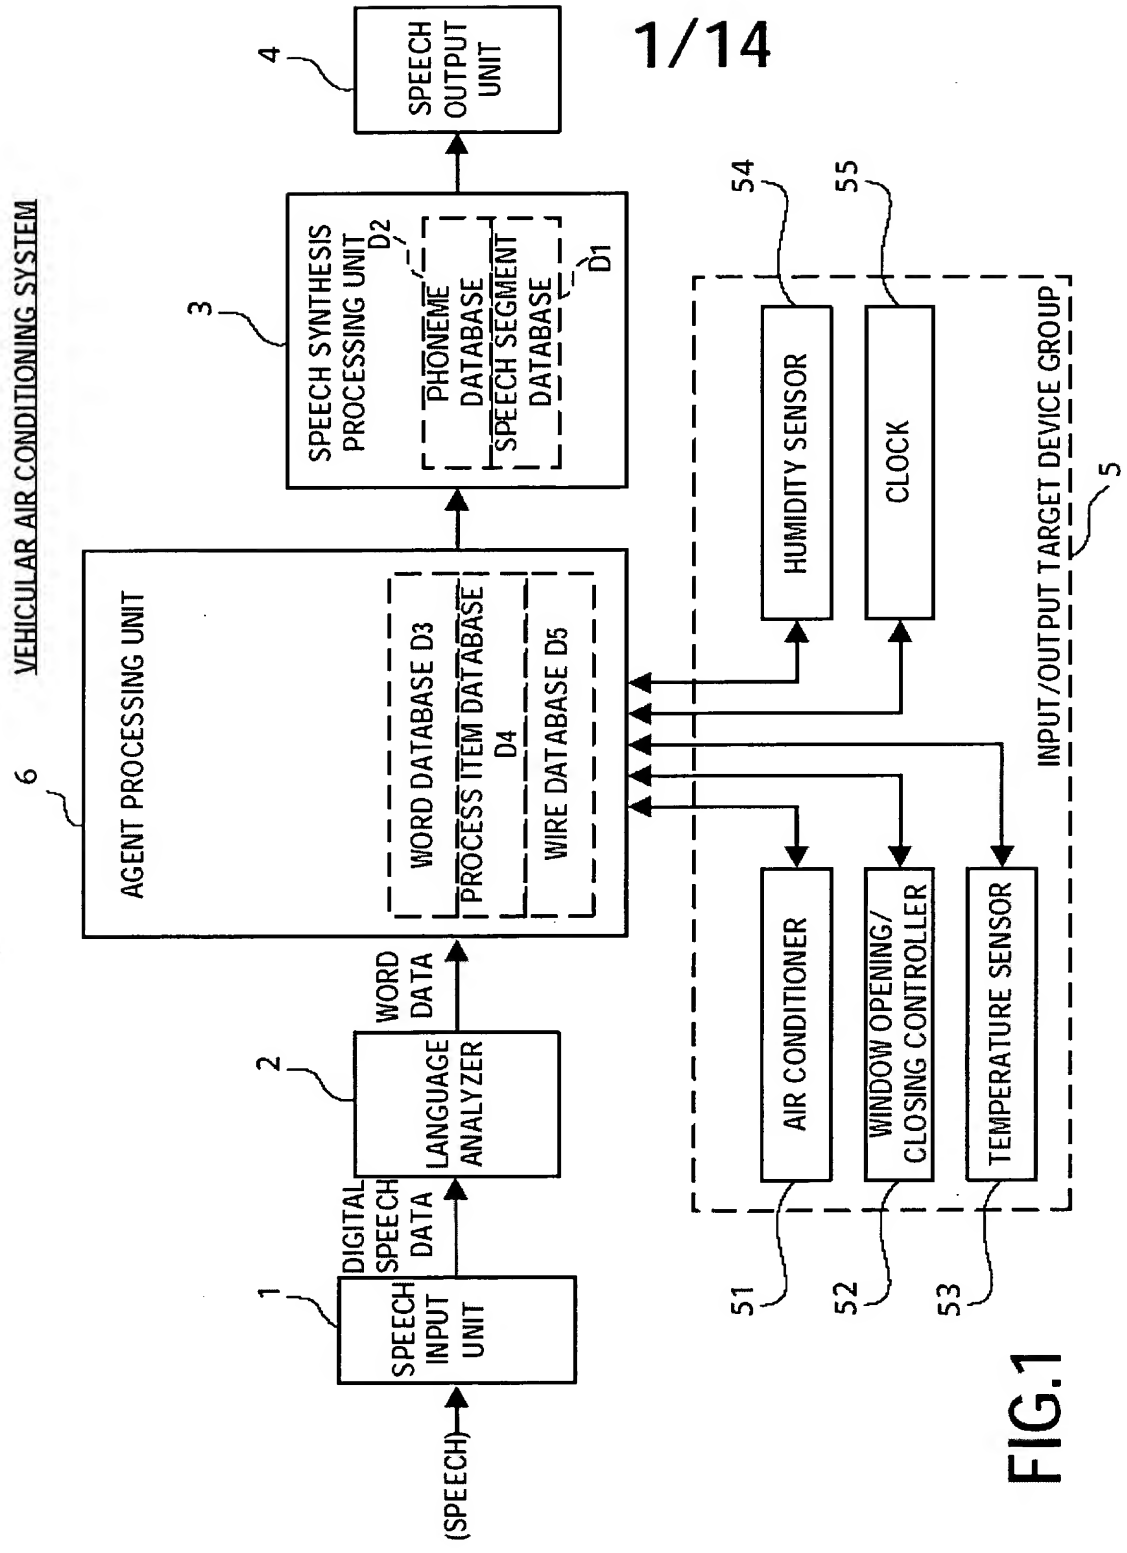 1/14
VEHICULAR AIR CONDITIONING SYSTEM
6
AGENT PROCESSING UNIT
WORD DATABASE D3
PROCESS ITEM DATABASE
D4
WIRE DATABASE D5
3
SPEECH SYNTHESIS
PROCESSING UNIT
D2
PHONEME
DATABASE
SPEECH SEGMENT
DATABASE
D1
4
SPEECH
OUTPUT
UNIT
(SPEECH)
1
SPEECH
INPUT
UNIT
DIGITAL
SPEECH
DATA
2
LANGUAGE
ANALYZER
WORD
DATA
51
AIR CONDITIONER
52
WINDOW OPENING/
CLOSING CONTROLLER
53
TEMPERATURE SENSOR
HUMIDITY SENSOR
54
CLOCK
55
INPUT/OUTPUT TARGET DEVICE GROUP
5
FIG.1